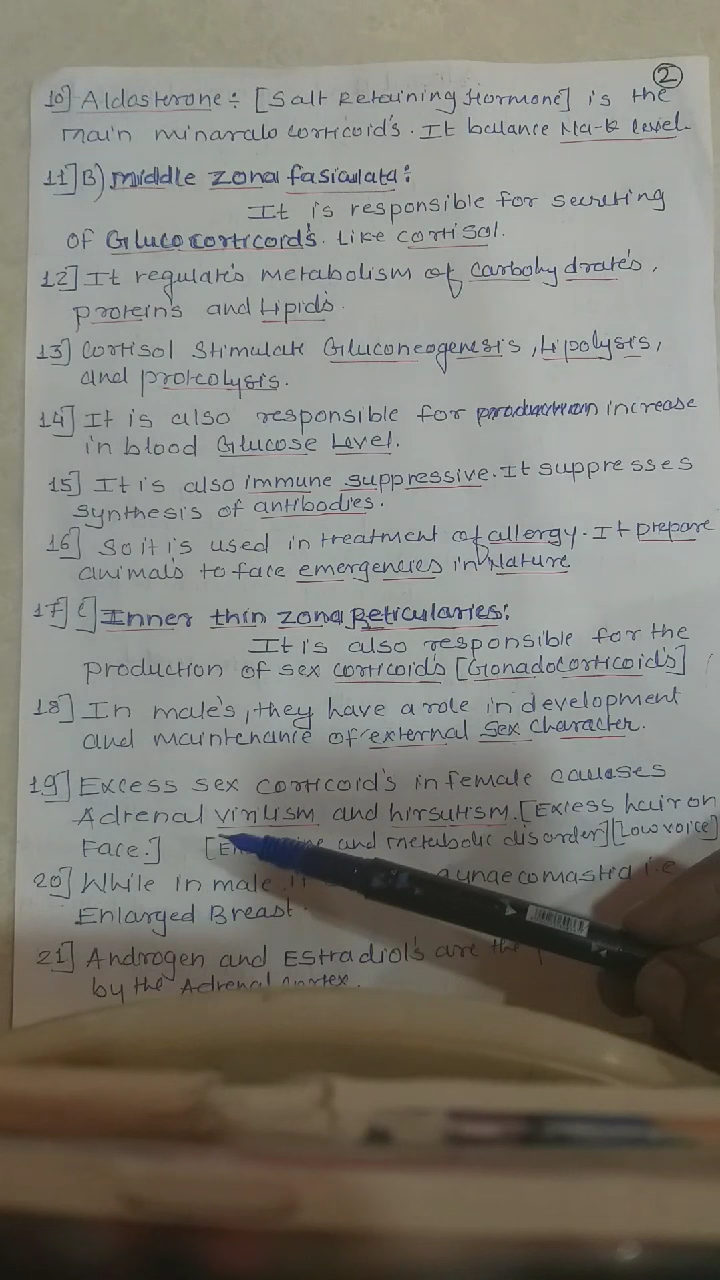 ②
10] Aldosterone ÷ [Salt Retaining Hormone] is the
main minaralo corticoid's. It balance Na-K level.
11] B) Middle zona fasiculata:
It is responsible for secreting
of Glucocorticoid's. Like cortisol.
12] It regulate's metabolism of carbohydrate's,
protein's and Lipid's.
13] Cortisol Stimulate Gluconeogenesis, Lipolysis,
and proteolysis.
14] It is also responsible for increase
in blood Glucose Level.
15] It is also immune suppressive. It suppresses
synthesis of antibodies.
16] So it is used in treatment of allergy. It prepare
animal's to face emergencies in Nature.
17] C] Inner thin zona Reticularies:
It is also responsible for the
production of sex corticoid's [Gonadocorticoid's]
18] In male's, they have a role in development
and maintenance of external Sex character.
19] Excess sex corticoid's in female causes
Adrenal virilism and hirsutism. [Excess hair on
Face.] and metabolic disorder] [Low voice]
20] While in male it gynaecomastia i.e
Enlarged Breast.
21] Androgen and Estradiol's are the
by the Adrenal cortex.